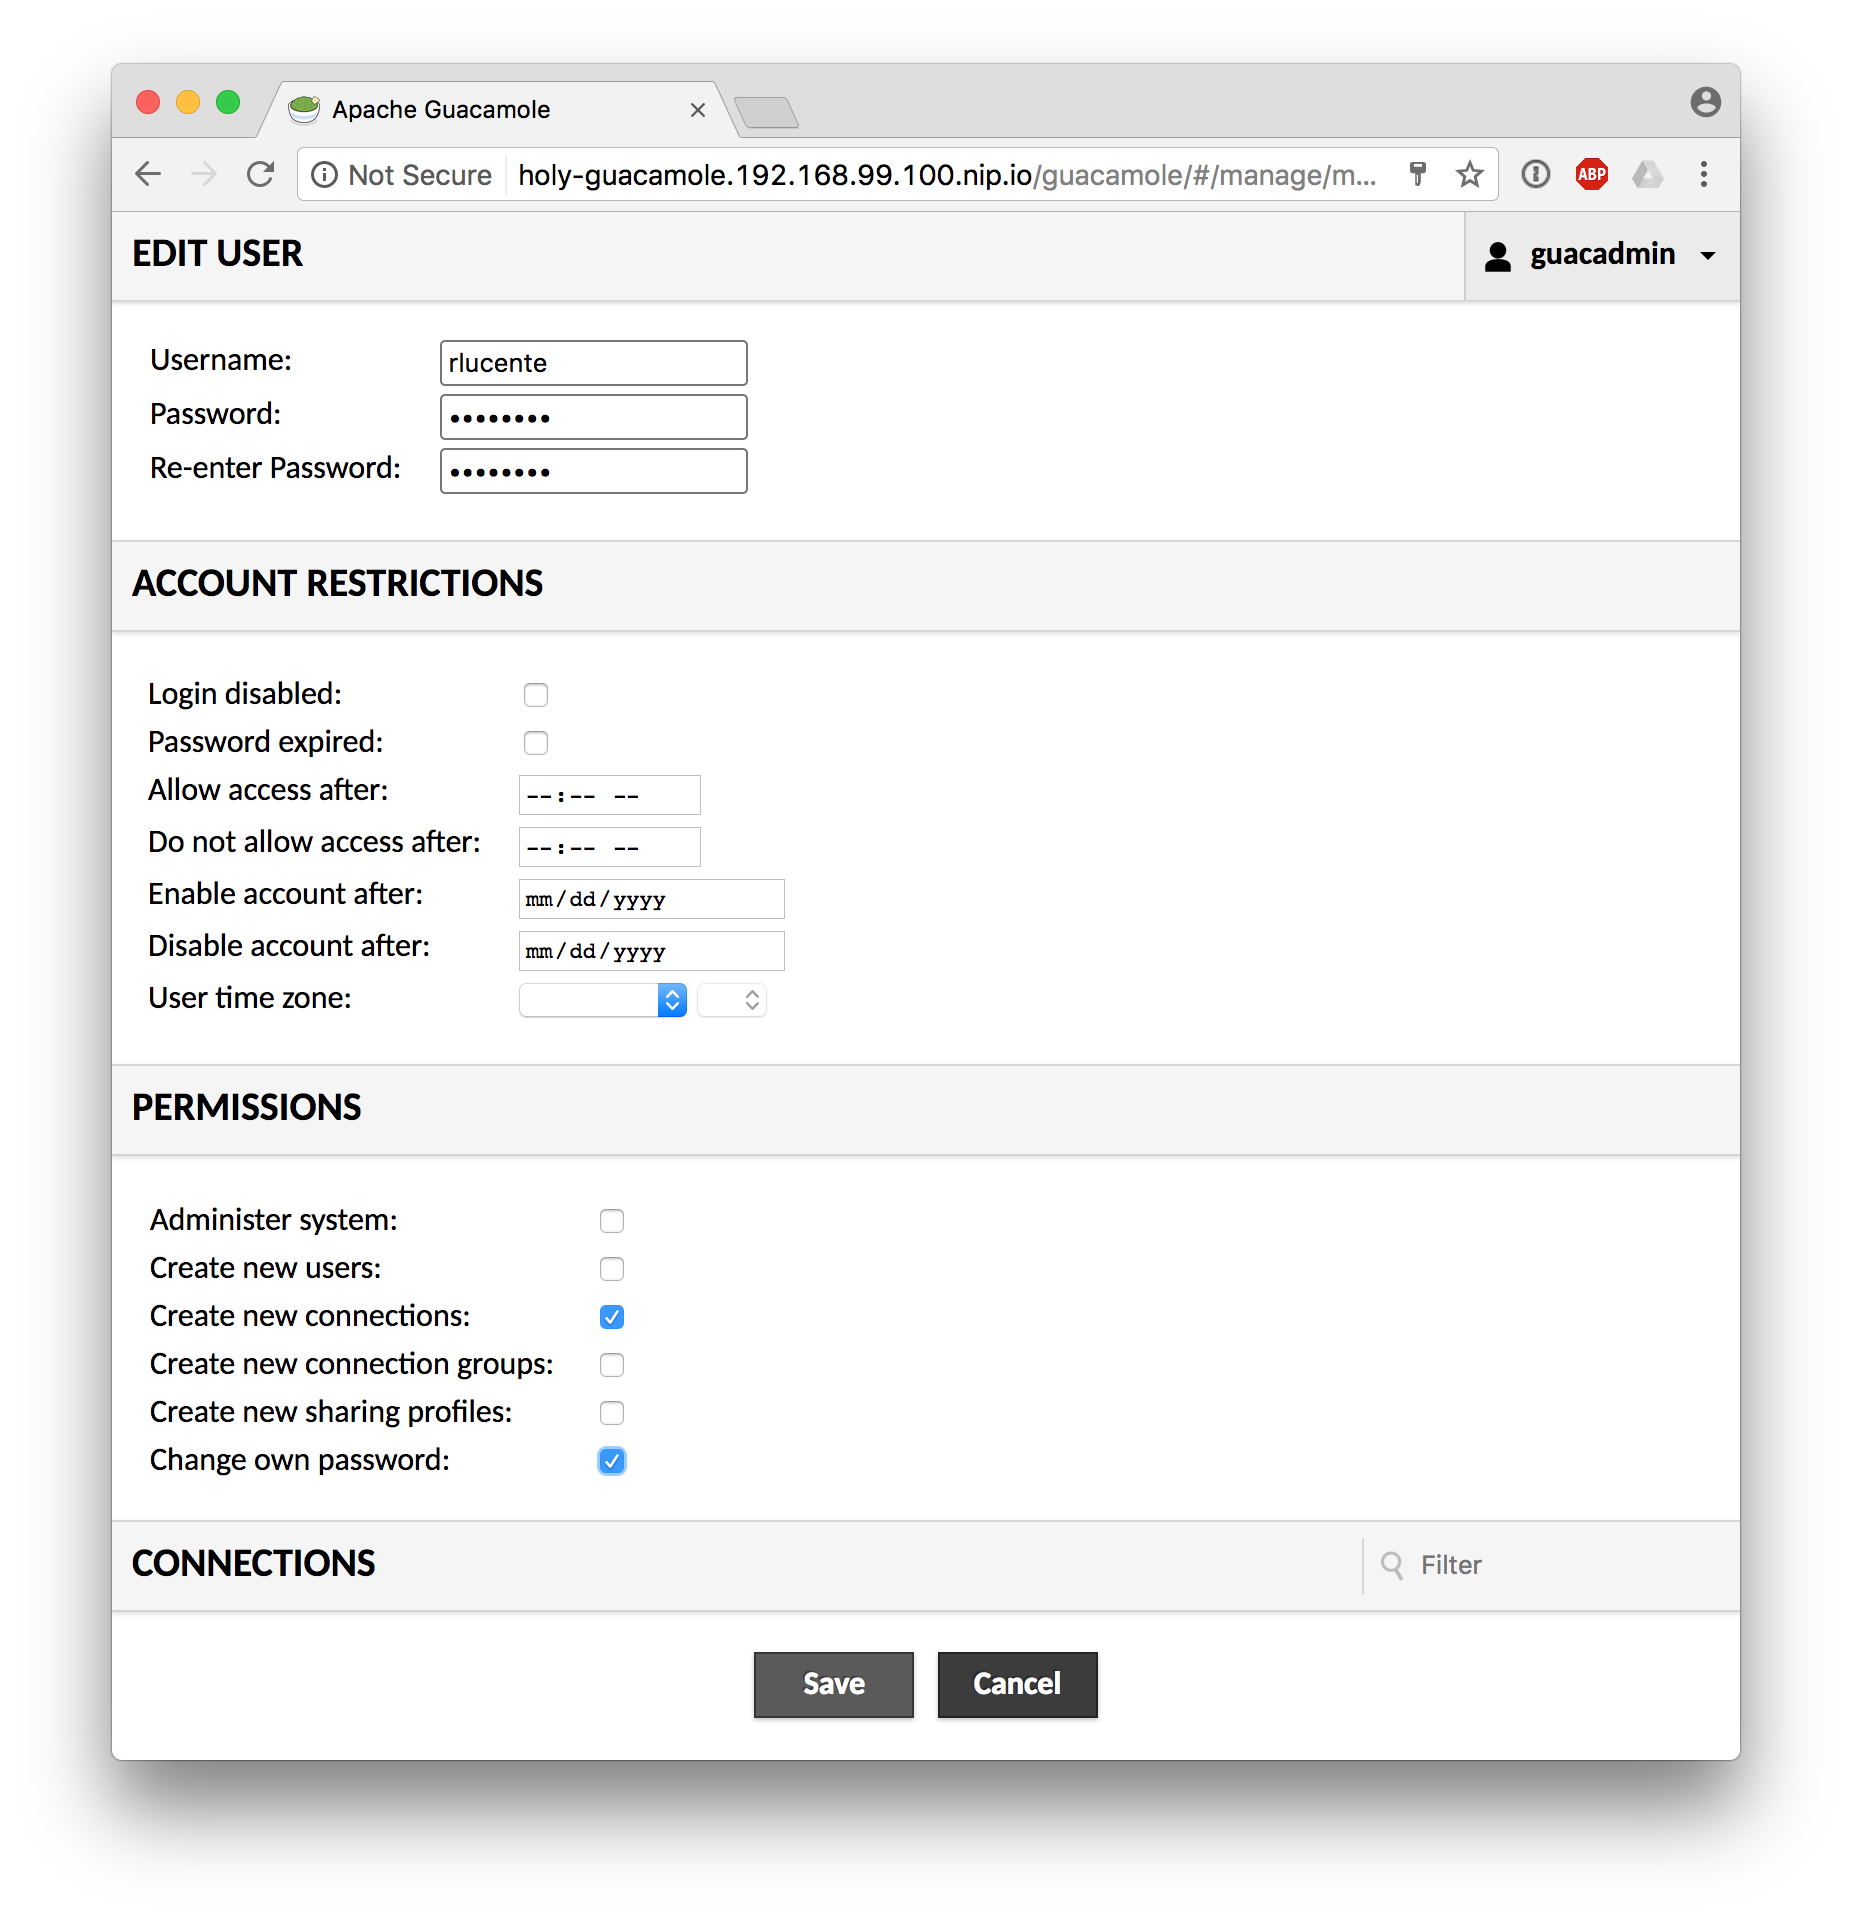 Apache Guacamole
Not Secure holy-guacamole.192.168.99.100.nip.io/guacamole/#/manage/m...
ABP
EDIT USER
guacadmin
Username: rlucente
Password: ••••••••
Re-enter Password: ••••••••
ACCOUNT RESTRICTIONS
Login disabled:
Password expired:
Allow access after: --:-- --
Do not allow access after: --:-- --
Enable account after: mm/dd/yyyy
Disable account after: mm/dd/yyyy
User time zone:
PERMISSIONS
Administer system:
Create new users:
Create new connections:
Create new connection groups:
Create new sharing profiles:
Change own password:
CONNECTIONS
Filter
Save Cancel